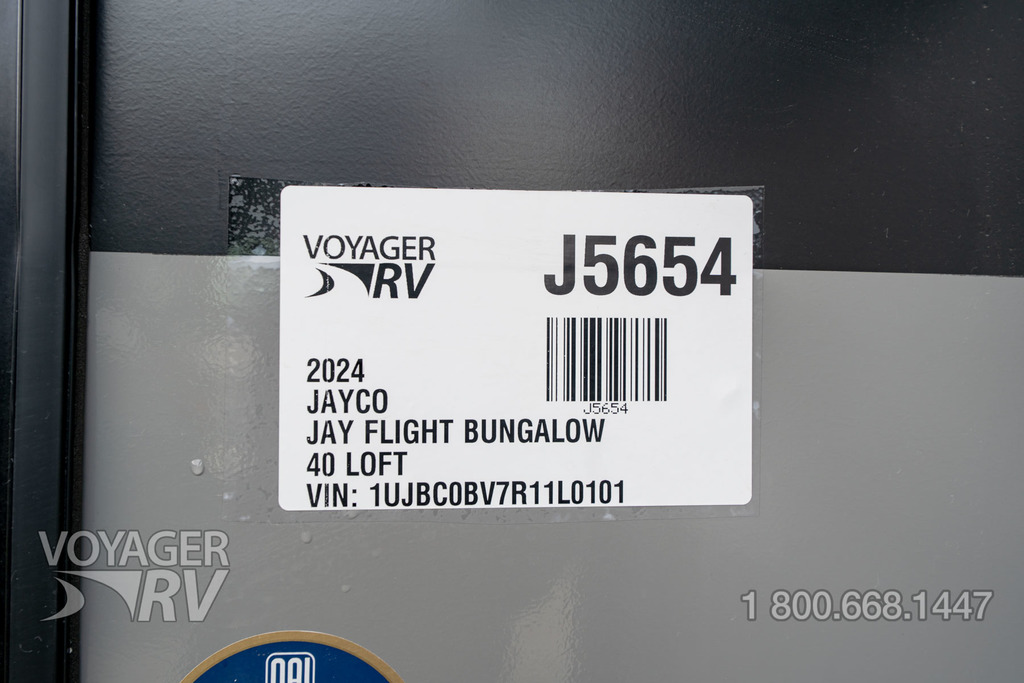 VOYAGER
RV
J5654
J5654
2024
JAYCO
JAY FLIGHT BUNGALOW
40 LOFT
VIN: 1UJBC0BV7R11L0101
VOYAGER
RV
1 800.668.1447